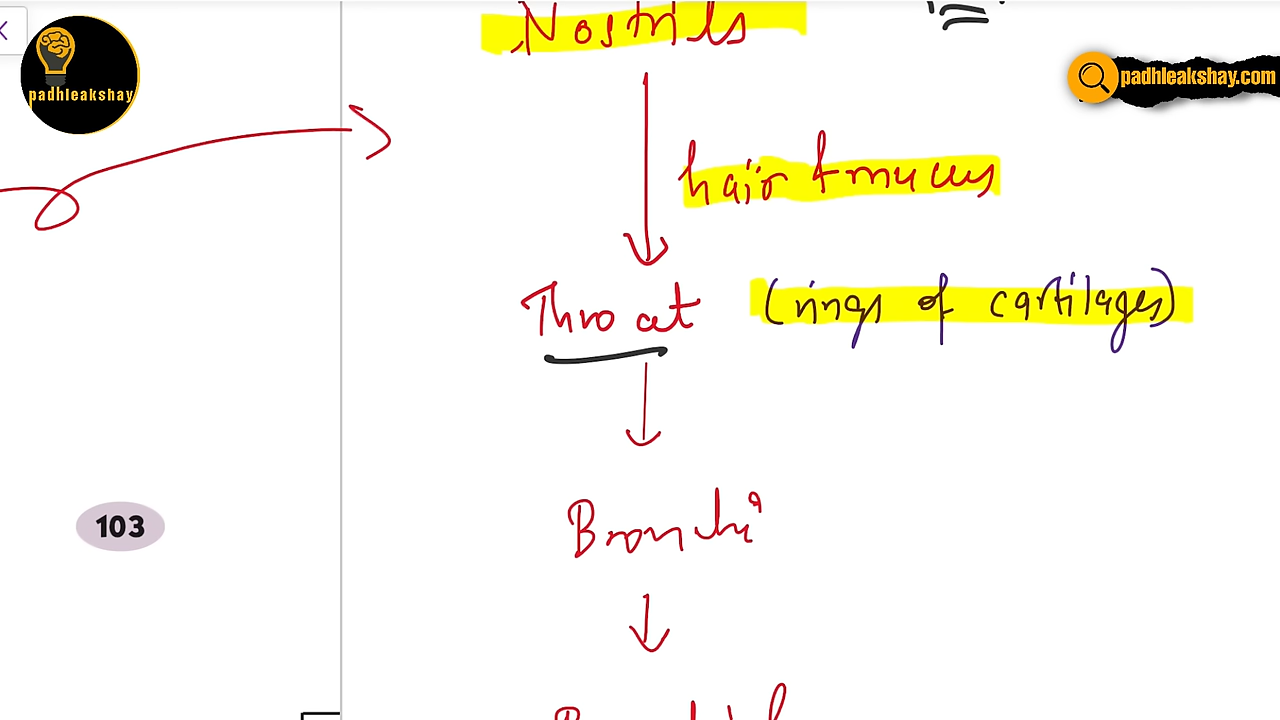 Nostrils
padhleakshay
padhleakshay.com
hair & mucus
Throat (rings of cartilages)
103
Bronchi